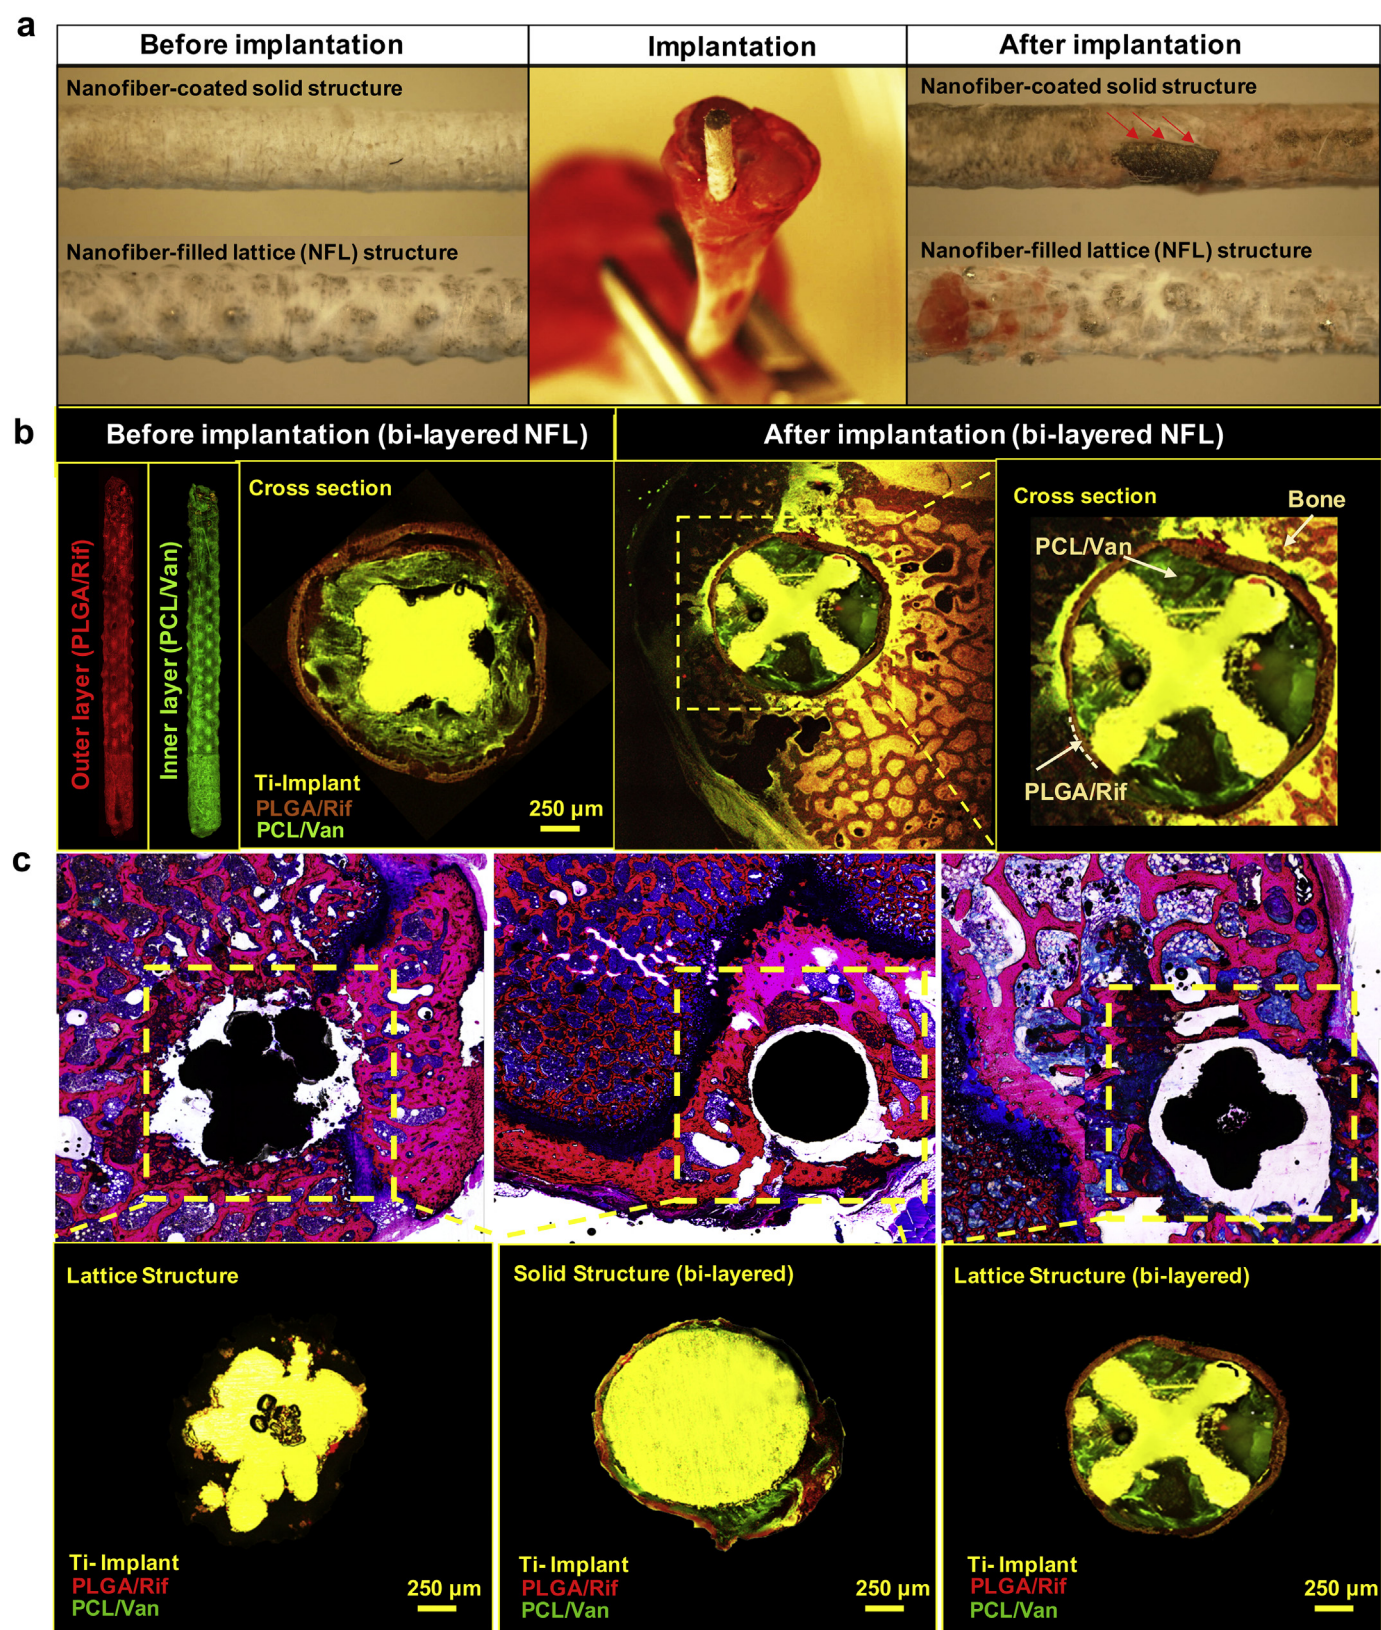 a
Before implantation
Implantation
After implantation
Nanofiber-coated solid structure
Nanofiber-coated solid structure
Nanofiber-filled lattice (NFL) structure
Nanofiber-filled lattice (NFL) structure
b
Before implantation (bi-layered NFL)
After implantation (bi-layered NFL)
Outer layer (PLGA/Rif)
Inner layer (PCL/Van)
Cross section
Ti-Implant
PLGA/Rif
PCL/Van
250 µm
Cross section
Bone
PCL/Van
PLGA/Rif
c
Lattice Structure
Ti- Implant
PLGA/Rif
PCL/Van
250 µm
Solid Structure (bi-layered)
Ti- Implant
PLGA/Rif
PCL/Van
250 µm
Lattice Structure (bi-layered)
Ti- Implant
PLGA/Rif
PCL/Van
250 µm